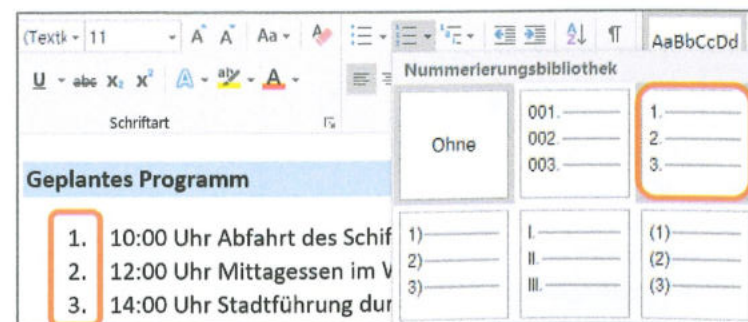 (Textk 11 A A Aa A ¶ AaBbCcDd
U abc X₂ X² A aby A
Schriftart
Nummerierungsbibliothek
Ohne
001.
002.
003.
1.
2.
3.
1)
2)
3)
I.
II.
III.
(1)
(2)
(3)
Geplantes Programm
1. 10:00 Uhr Abfahrt des Schif
2. 12:00 Uhr Mittagessen im
3. 14:00 Uhr Stadtführung dur